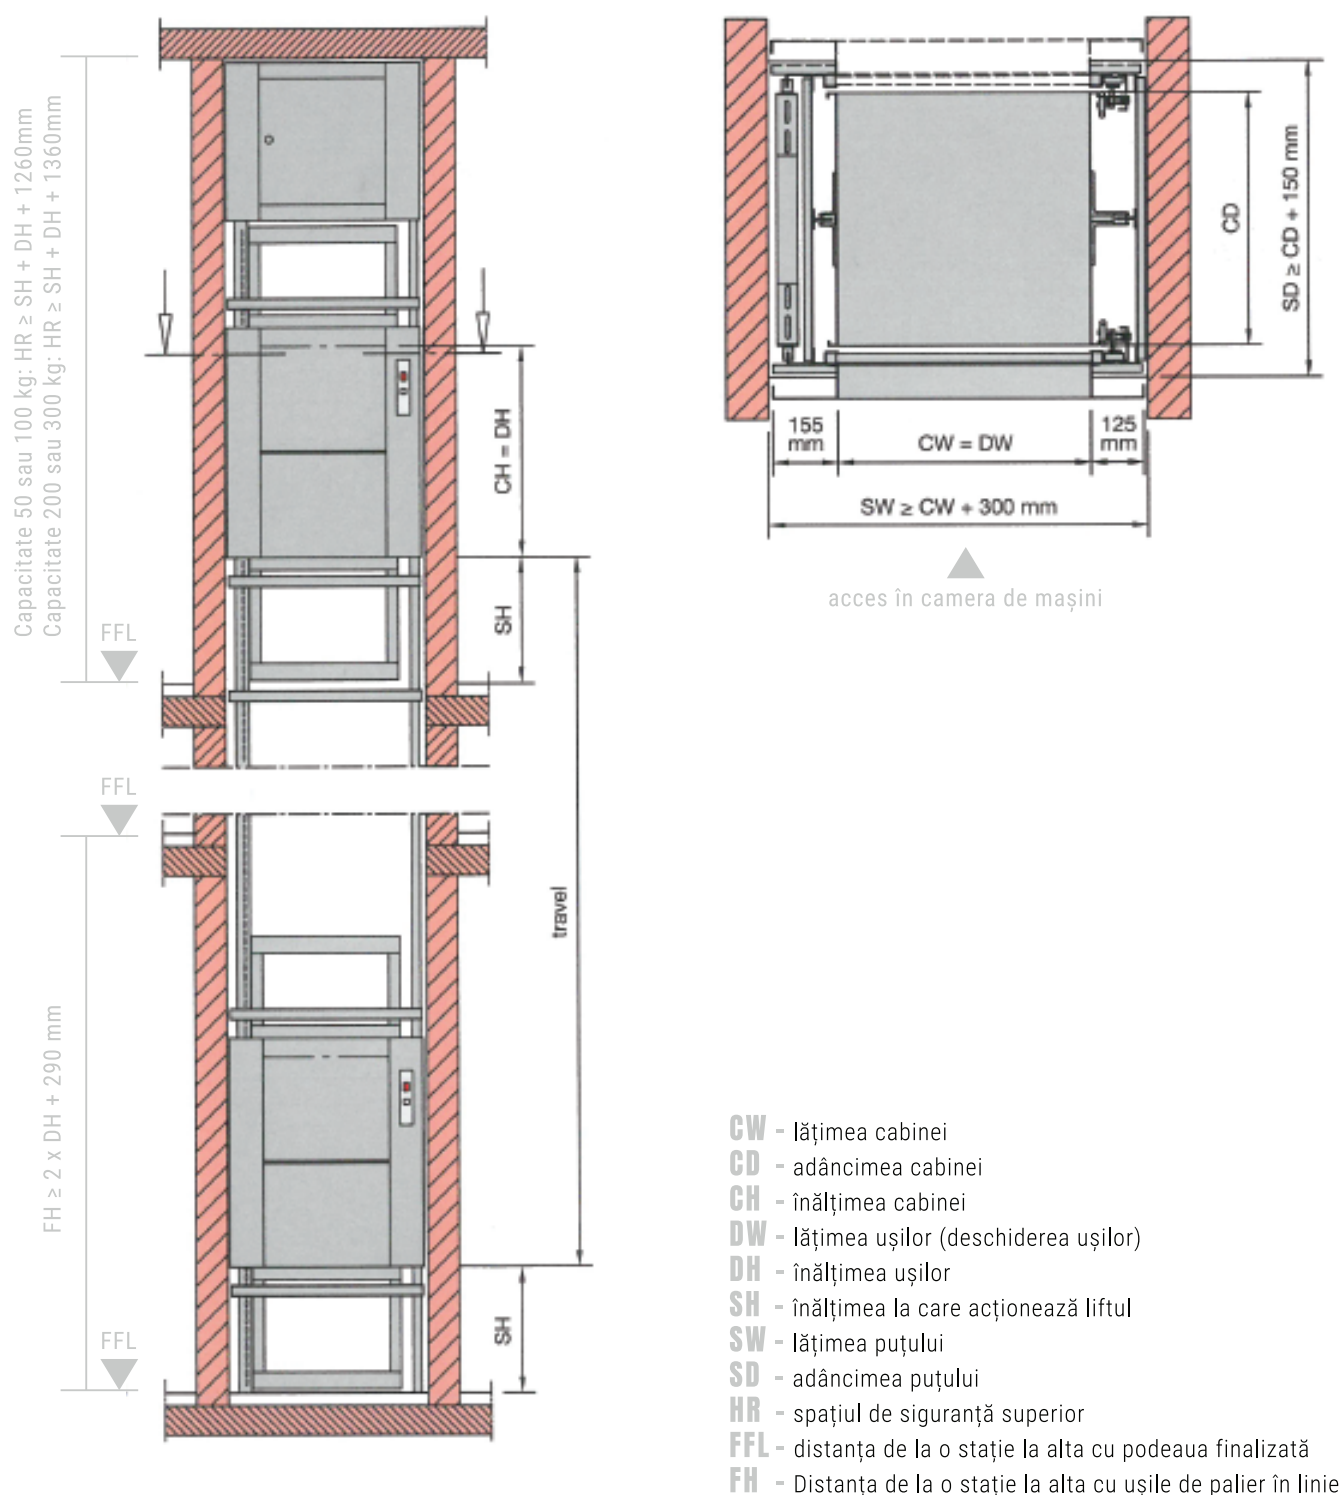 Capacitate 50 sau 100 kg: HR ≥ SH + DH + 1260mm
Capacitate 200 sau 300 kg: HR ≥ SH + DH + 1360mm
FFL
CH = DH
SH
FFL
travel
FH ≥ 2 x DH + 290 mm
FFL
SH
CD
SD ≥ CD + 150 mm
155
mm
CW = DW
125
mm
SW ≥ CW + 300 mm
acces în camera de mașini
CW - lățimea cabinei
CD - adâncimea cabinei
CH - înălțimea cabinei
DW - lățimea ușilor (deschiderea ușilor)
DH - înălțimea ușilor
SH - înălțimea la care acționează liftul
SW - lățimea puțului
SD - adâncimea puțului
HR - spațiul de siguranță superior
FFL - distanța de la o stație la alta cu podeaua finalizată
FH - Distanța de la o stație la alta cu ușile de palier în linie